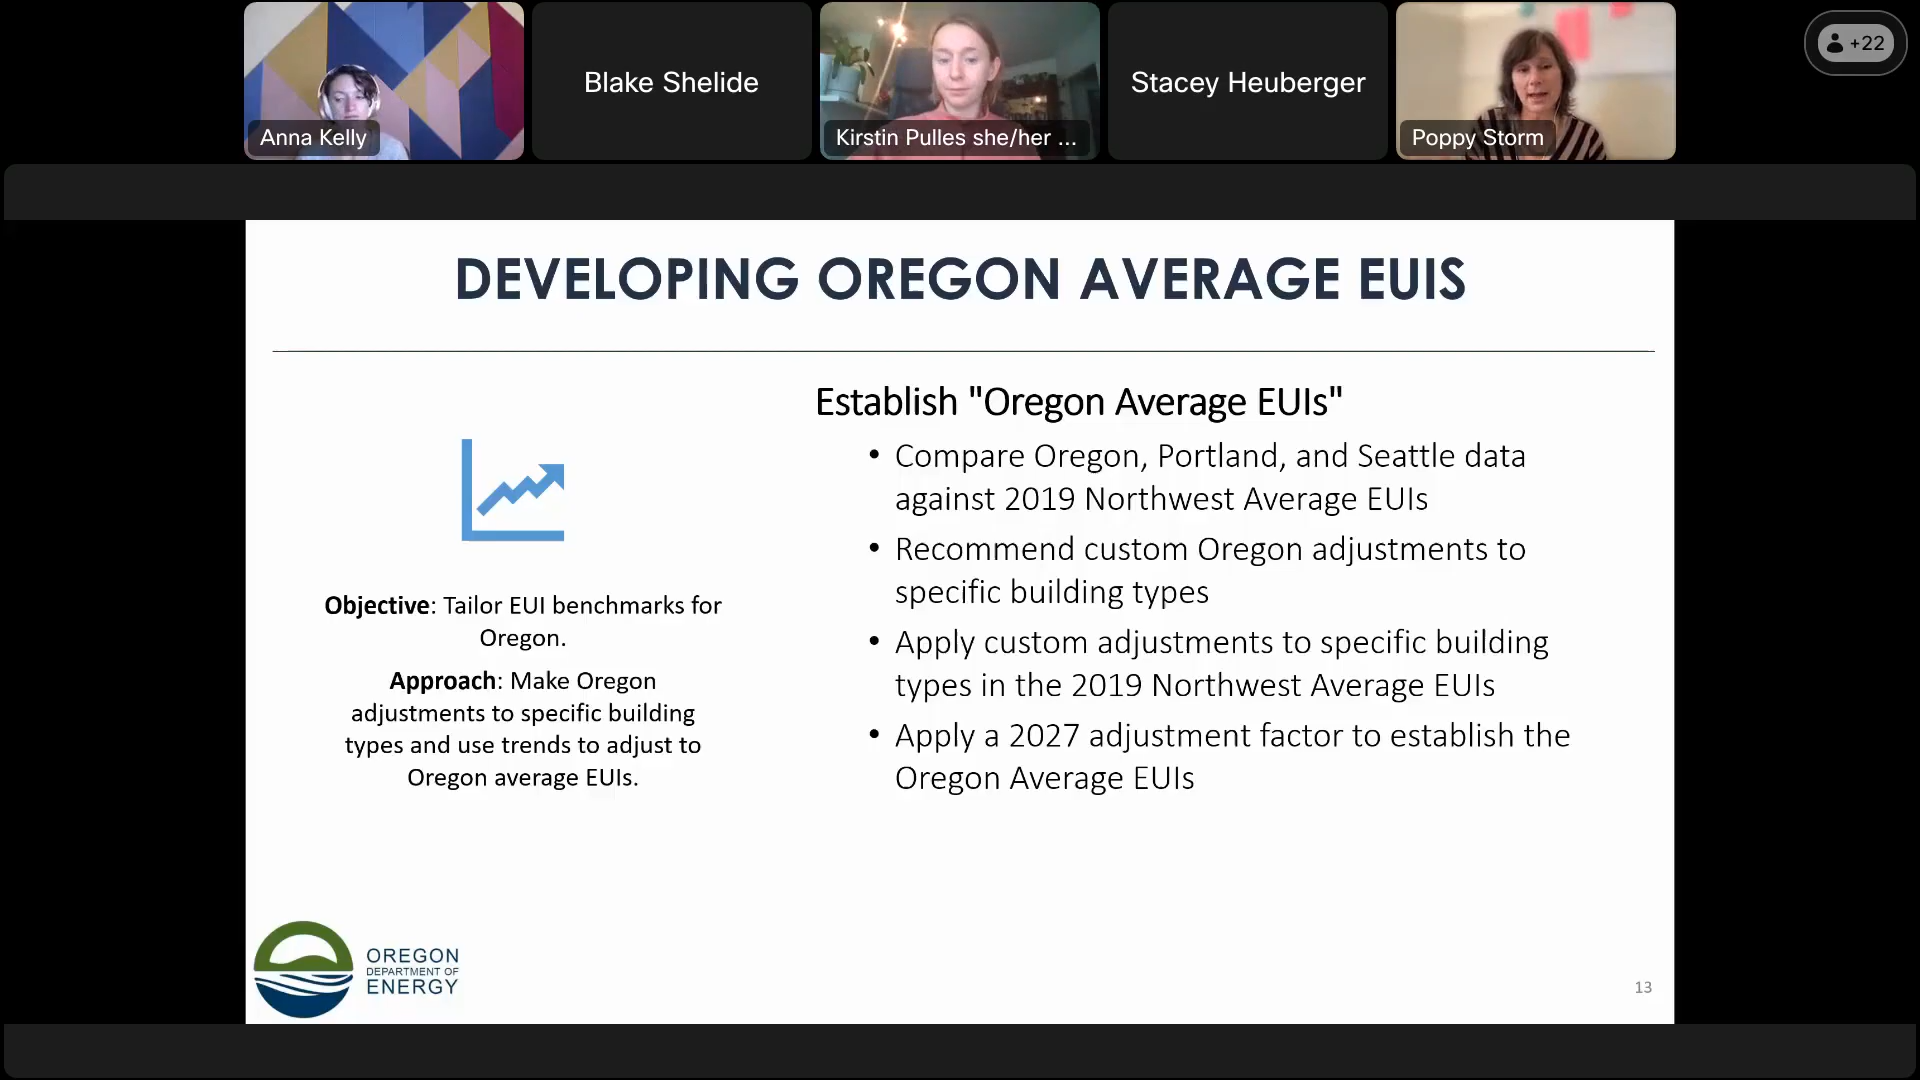 Anna Kelly
Blake Shelide
Kirstin Pulles she/her ...
Stacey Heuberger
Poppy Storm
+22
DEVELOPING OREGON AVERAGE EUIS
Objective: Tailor EUI benchmarks for
Oregon.
Approach: Make Oregon
adjustments to specific building
types and use trends to adjust to
Oregon average EUIs.
Establish "Oregon Average EUIs"
• Compare Oregon, Portland, and Seattle data
against 2019 Northwest Average EUIs
• Recommend custom Oregon adjustments to
specific building types
• Apply custom adjustments to specific building
types in the 2019 Northwest Average EUIs
• Apply a 2027 adjustment factor to establish the
Oregon Average EUIs
OREGON
DEPARTMENT OF
ENERGY
13